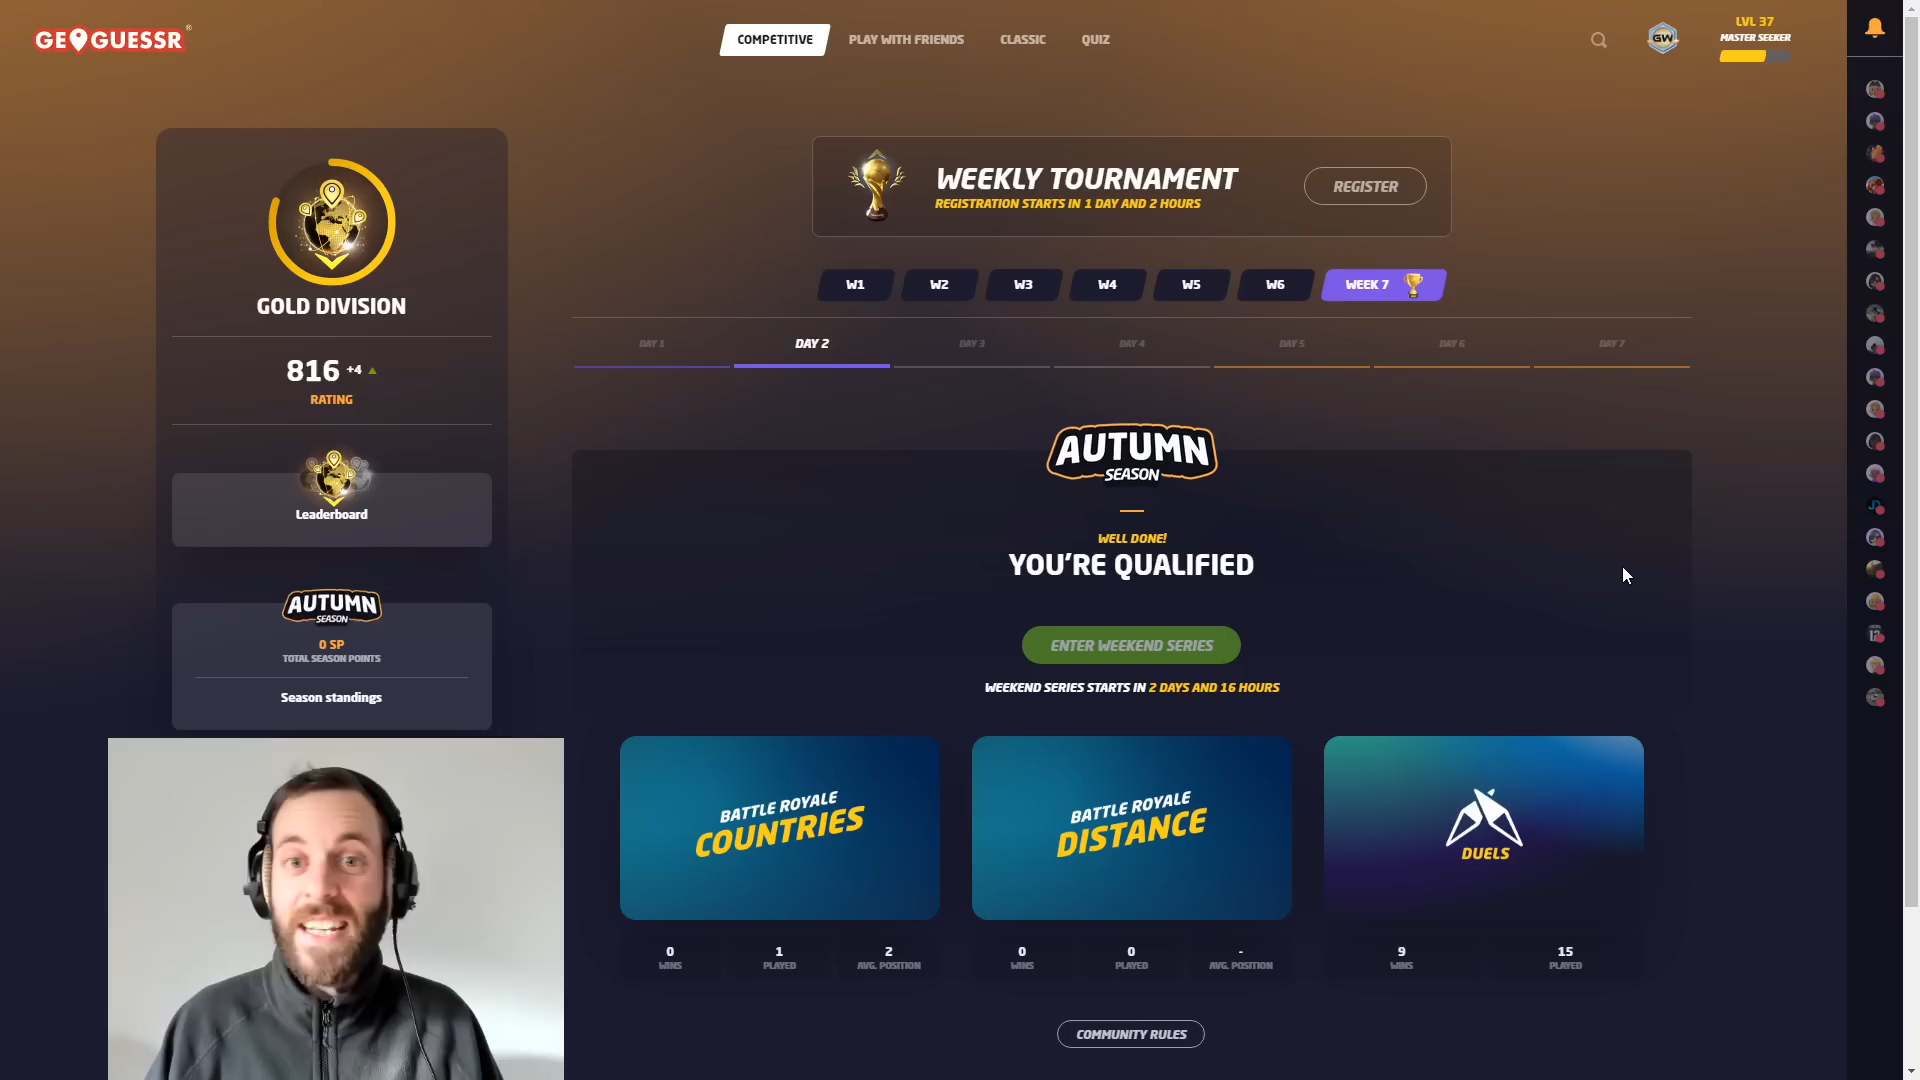 GEOGUESSR
COMPETITIVE
PLAY WITH FRIENDS
CLASSIC
QUIZ
GW
LVL 37
MASTER SEEKER
GOLD DIVISION
816 +4
RATING
Leaderboard
AUTUMN
SEASON
0 SP
TOTAL SEASON POINTS
Season standings
WEEKLY TOURNAMENT
REGISTRATION STARTS IN 1 DAY AND 2 HOURS
REGISTER
W1
W2
W3
W4
W5
W6
WEEK 7
DAY 1
DAY 2
DAY 3
DAY 4
DAY 5
DAY 6
DAY 7
AUTUMN
SEASON
WELL DONE!
YOU'RE QUALIFIED
ENTER WEEKEND SERIES
WEEKEND SERIES STARTS IN 2 DAYS AND 16 HOURS
BATTLE ROYALE
COUNTRIES
0
WINS
1
PLAYED
2
AVG. POSITION
BATTLE ROYALE
DISTANCE
0
WINS
0
PLAYED
-
AVG. POSITION
DUELS
9
WINS
15
PLAYED
COMMUNITY RULES